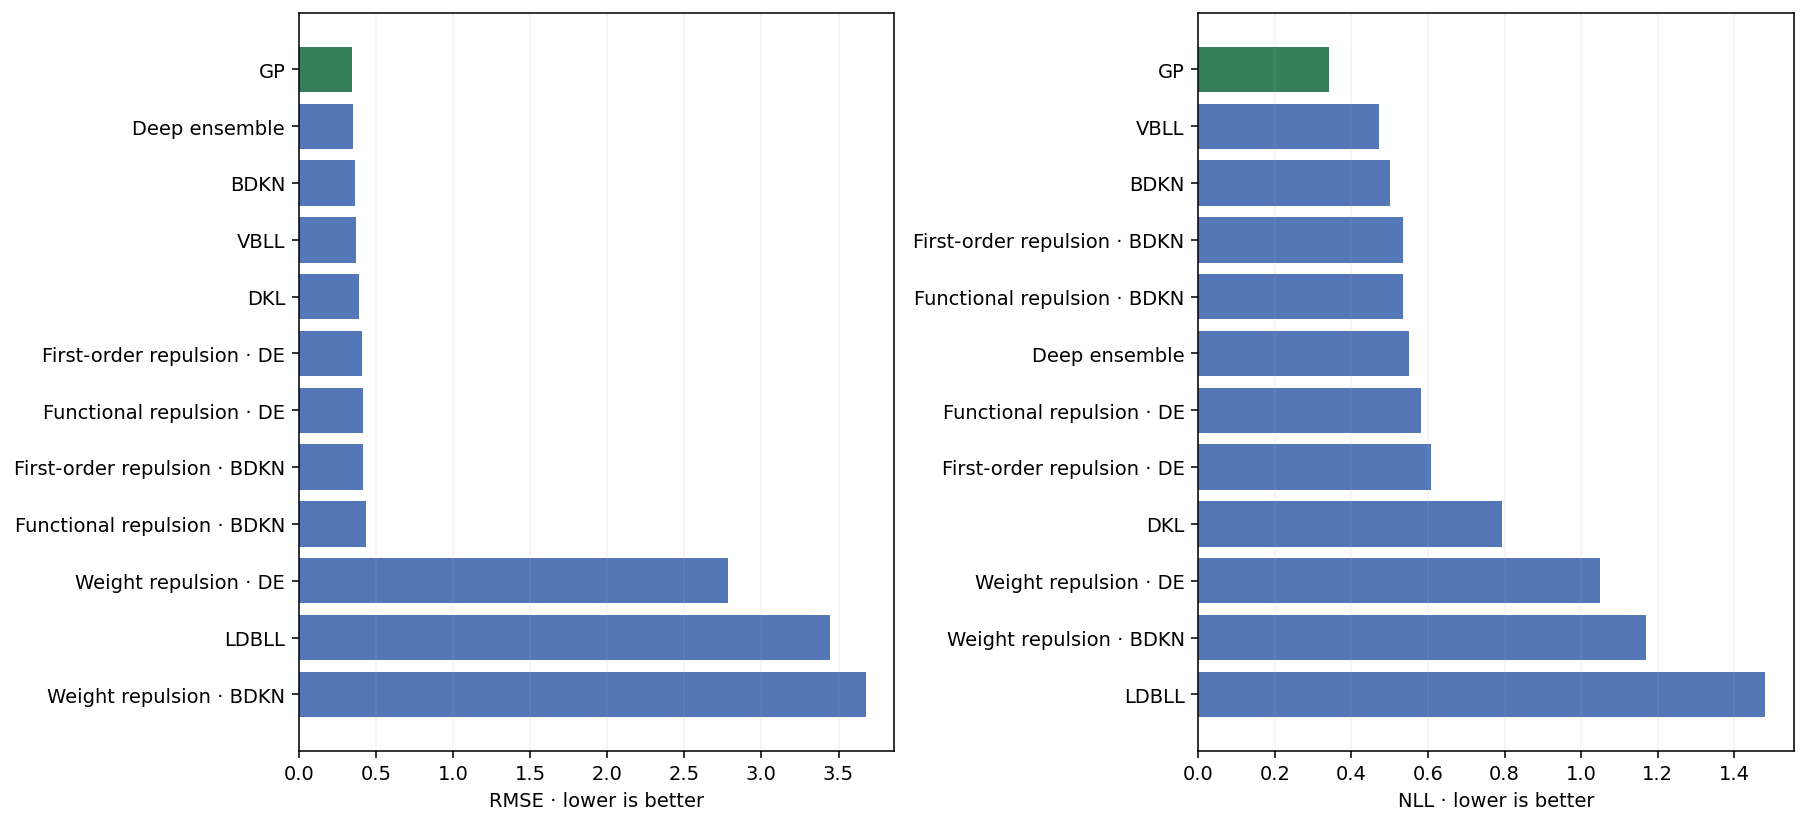 GP
Deep ensemble
BDKN
VBLL
DKL
First-order repulsion · DE
Functional repulsion · DE
First-order repulsion · BDKN
Functional repulsion · BDKN
Weight repulsion · DE
LDBLL
Weight repulsion · BDKN
0.0 0.5 1.0 1.5 2.0 2.5 3.0 3.5
RMSE · lower is better
GP
VBLL
BDKN
First-order repulsion · BDKN
Functional repulsion · BDKN
Deep ensemble
Functional repulsion · DE
First-order repulsion · DE
DKL
Weight repulsion · DE
Weight repulsion · BDKN
LDBLL
0.0 0.2 0.4 0.6 0.8 1.0 1.2 1.4
NLL · lower is better